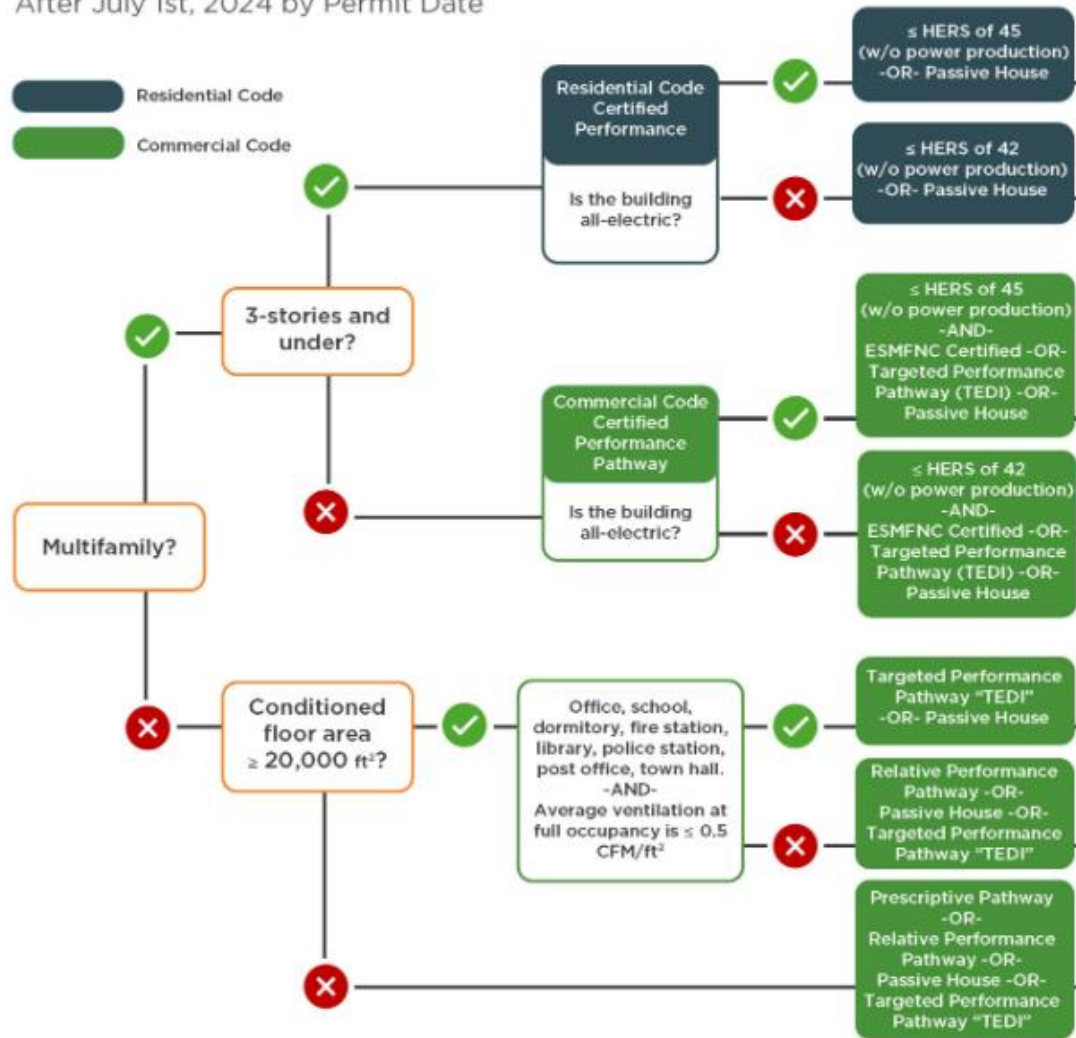 After July 1st, 2024 by Permit Date
Residential Code
Commercial Code
Multifamily?
3-stories and
under?
Residential Code
Certified
Performance
Is the building
all-electric?
≤ HERS of 45
(w/o power production)
-OR- Passive House
≤ HERS of 42
(w/o power production)
-OR- Passive House
Commercial Code
Certified
Performance
Pathway
Is the building
all-electric?
≤ HERS of 45
(w/o power production)
-AND-
ESMFNC Certified -OR-
Targeted Performance
Pathway (TEDI) -OR-
Passive House
≤ HERS of 42
(w/o power production)
-AND-
ESMFNC Certified -OR-
Targeted Performance
Pathway (TEDI) -OR-
Passive House
Conditioned
floor area
≥ 20,000 ft²?
Office, school,
dormitory, fire station,
library, police station,
post office, town hall.
-AND-
Average ventilation at
full occupancy is ≤ 0.5
CFM/ft²
Targeted Performance
Pathway “TEDI”
-OR- Passive House
Relative Performance
Pathway -OR-
Passive House -OR-
Targeted Performance
Pathway “TEDI”
Prescriptive Pathway
-OR-
Relative Performance
Pathway -OR-
Passive House -OR-
Targeted Performance
Pathway “TEDI”